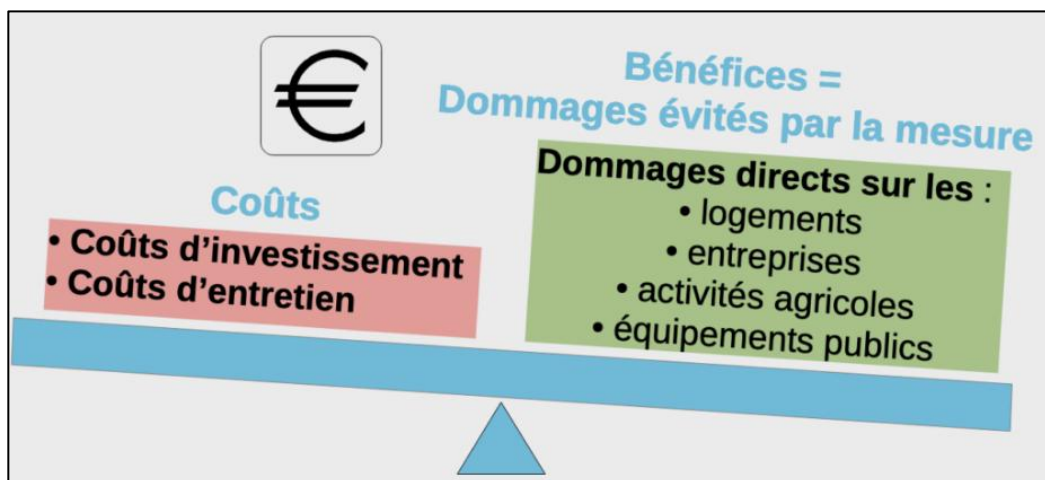 €
Coûts
• Coûts d’investissement
• Coûts d’entretien
Bénéfices =
Dommages évités par la mesure
Dommages directs sur les :
• logements
• entreprises
• activités agricoles
• équipements publics